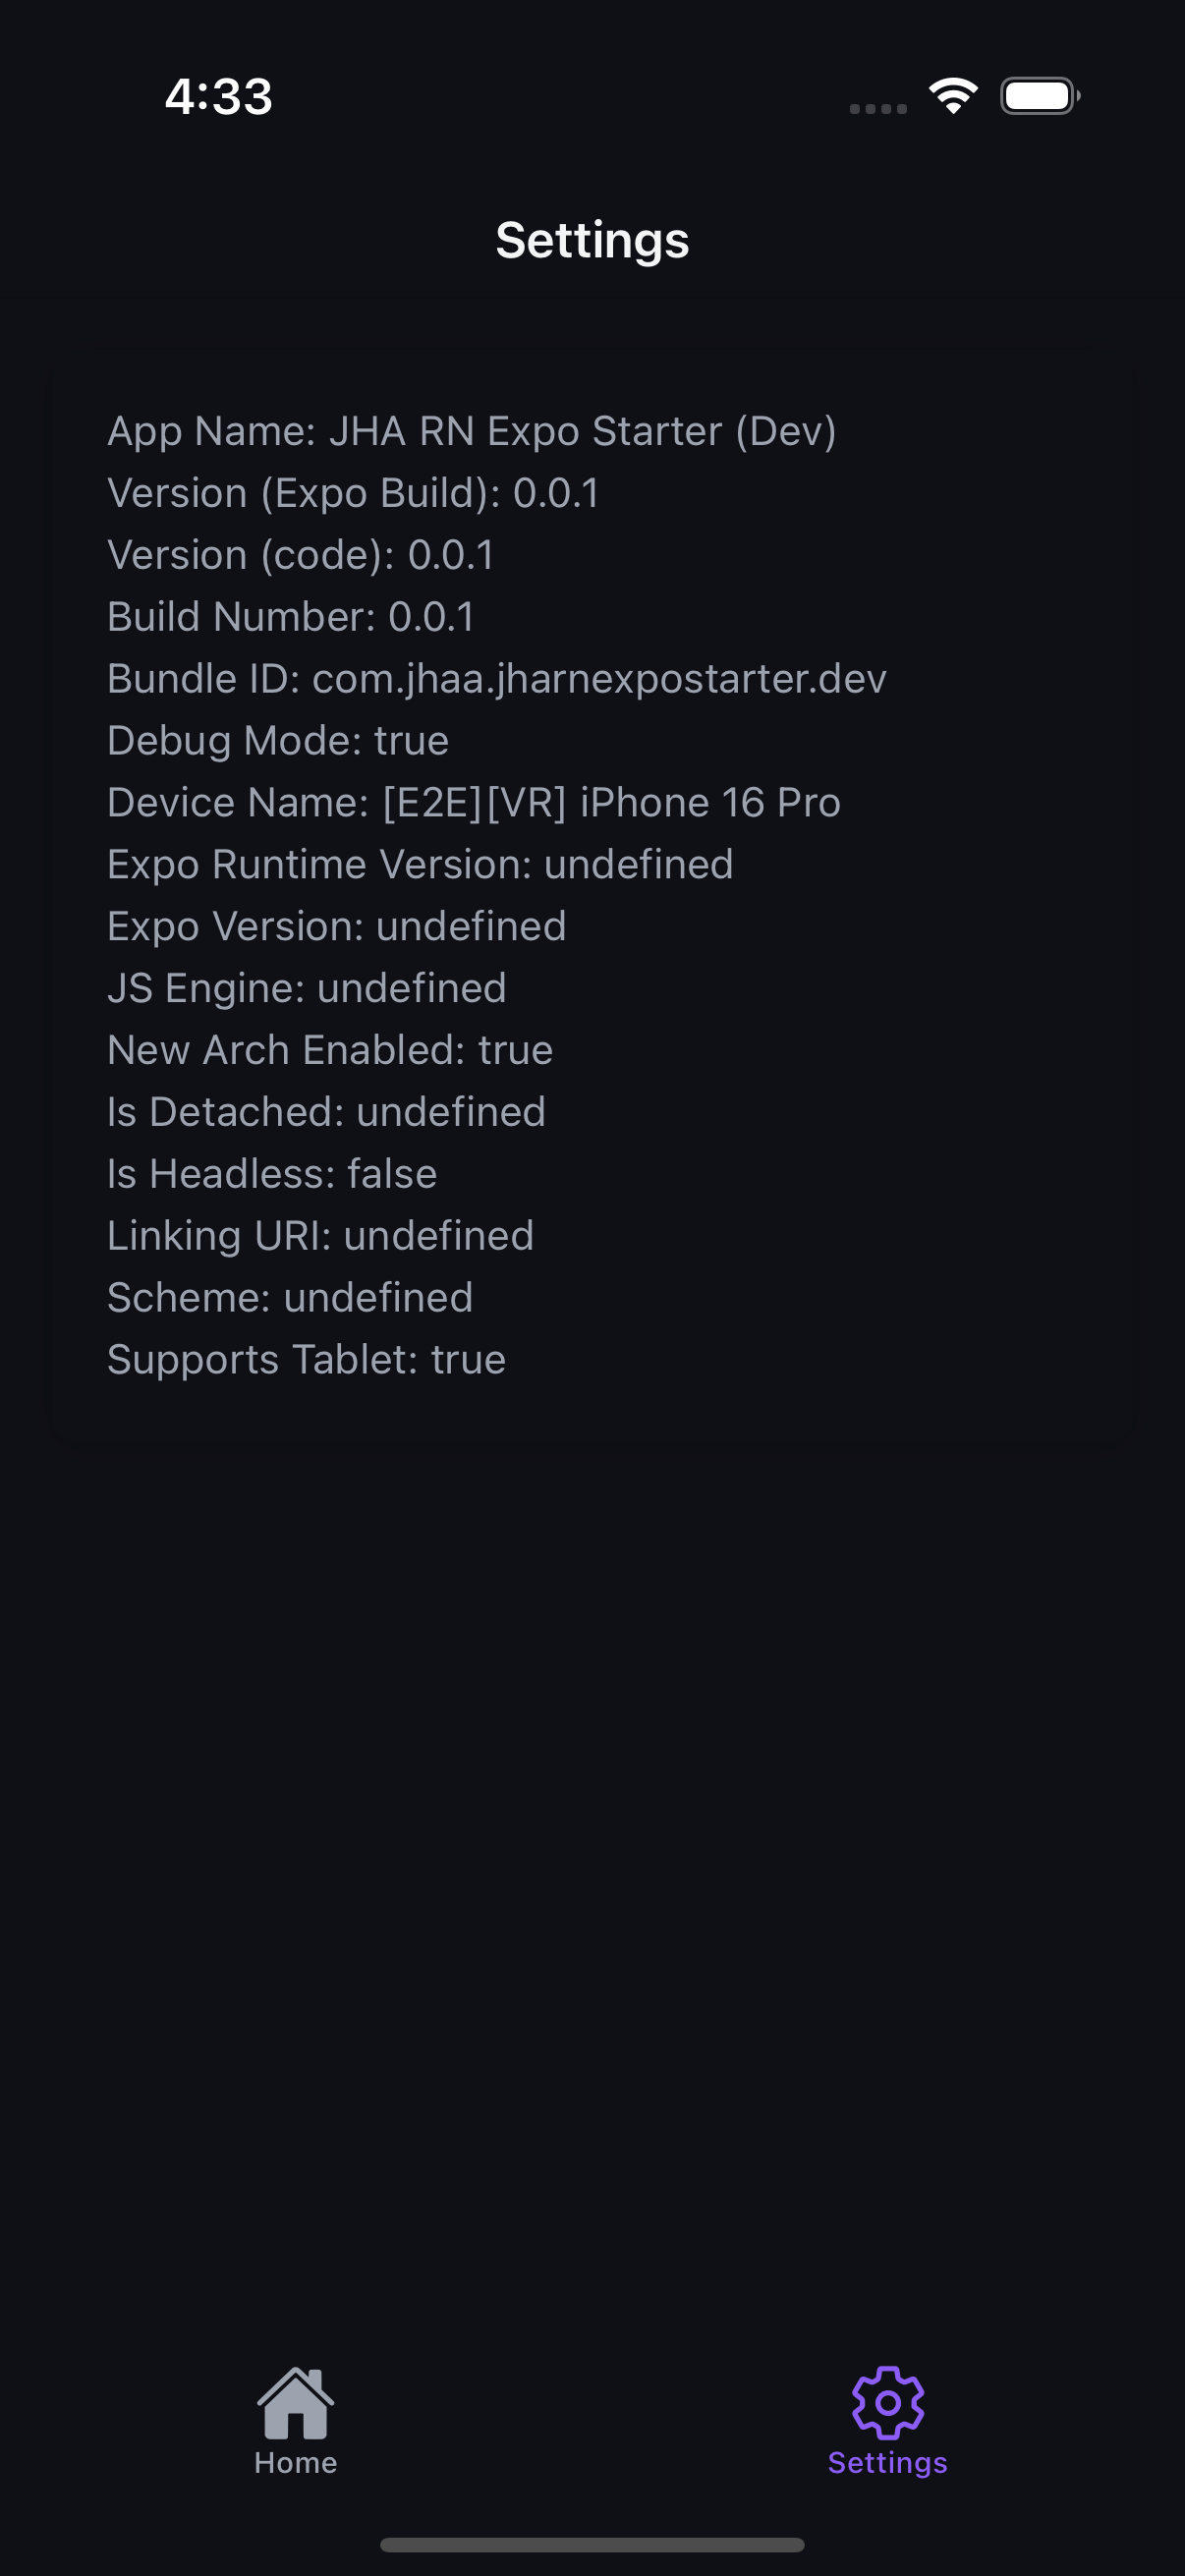 4:33
Settings
App Name: JHA RN Expo Starter (Dev)
Version (Expo Build): 0.0.1
Version (code): 0.0.1
Build Number: 0.0.1
Bundle ID: com.jhaa.jharnexpostarter.dev
Debug Mode: true
Device Name: [E2E][VR] iPhone 16 Pro
Expo Runtime Version: undefined
Expo Version: undefined
JS Engine: undefined
New Arch Enabled: true
Is Detached: undefined
Is Headless: false
Linking URI: undefined
Scheme: undefined
Supports Tablet: true
Home
Settings